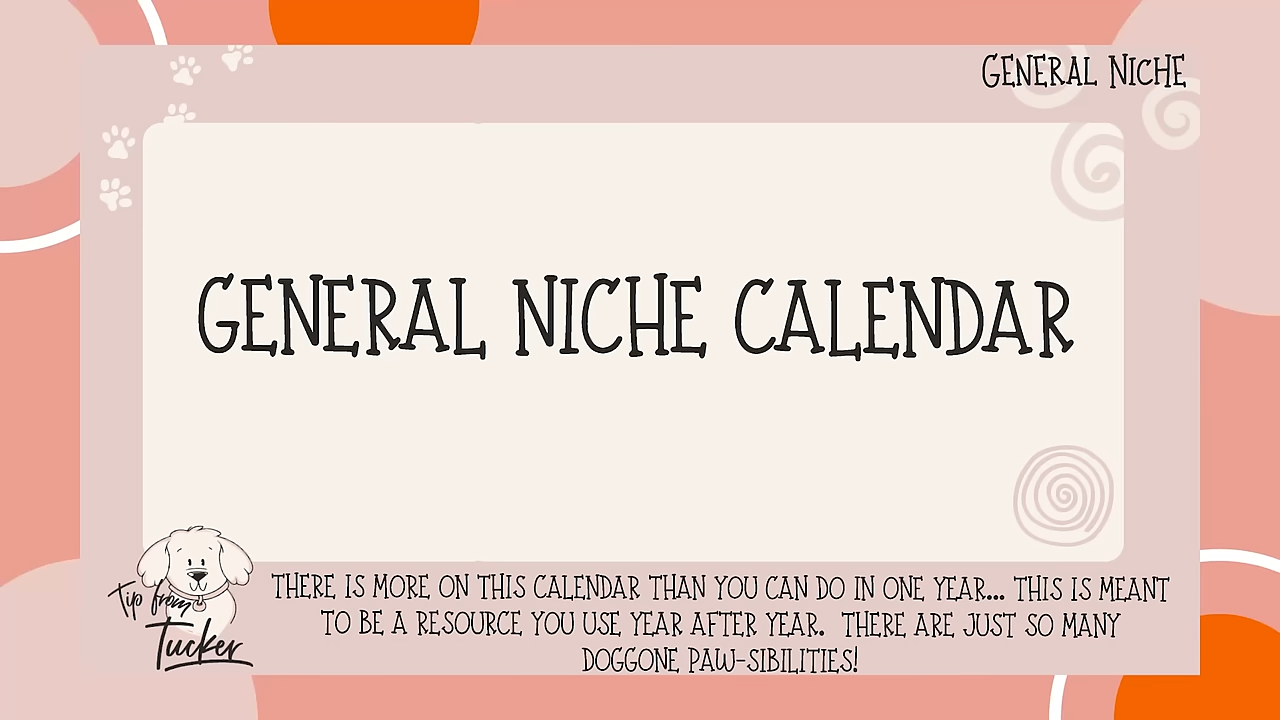 GENERAL NICHE
GENERAL NICHE CALENDAR
Tip from
Tucker
THERE IS MORE ON THIS CALENDAR THAN YOU CAN DO IN ONE YEAR... THIS IS MEANT
TO BE A RESOURCE YOU USE YEAR AFTER YEAR. THERE ARE JUST SO MANY
DOGGONE PAW-SIBILITIES!